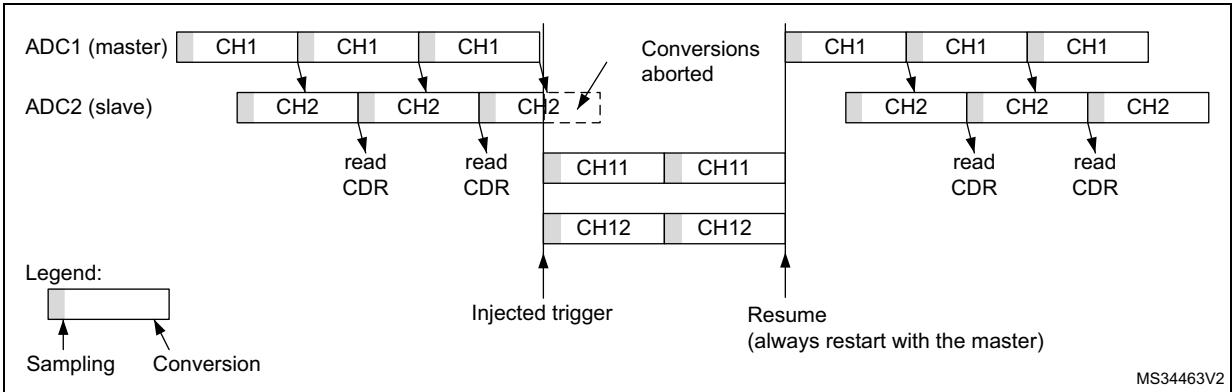 ADC1 (master) CH1 CH1 CH1 Conversions aborted CH1 CH1 CH1
ADC2 (slave) CH2 CH2 CH2 CH2 CH2 CH2
read CDR read CDR read CDR read CDR
CH11 CH11
CH12 CH12
Legend:
Injected trigger
Resume
(always restart with the master)
Sampling Conversion
MS34463V2